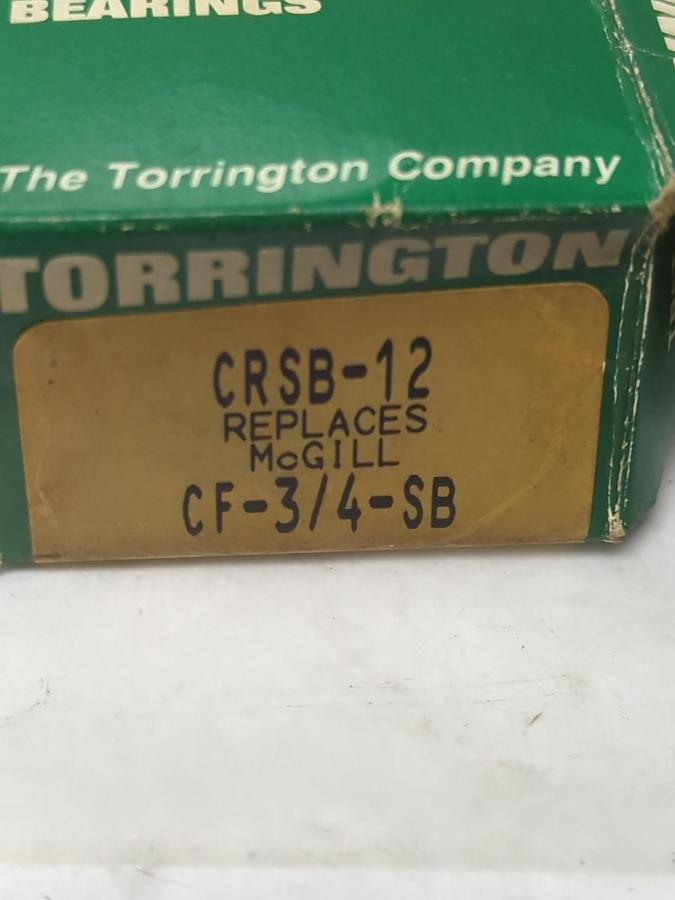 BEARINGS
The Torrington Company
TORRINGTON
CRSB-12
REPLACES
McGILL
CF-3/4-SB